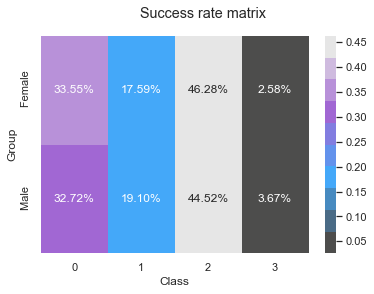 Success rate matrix
Female
33.55% 17.59% 46.28% 2.58%
Group
Male
32.72% 19.10% 44.52% 3.67%
0 1 2 3
Class
0.45
0.40
0.35
0.30
0.25
0.20
0.15
0.10
0.05